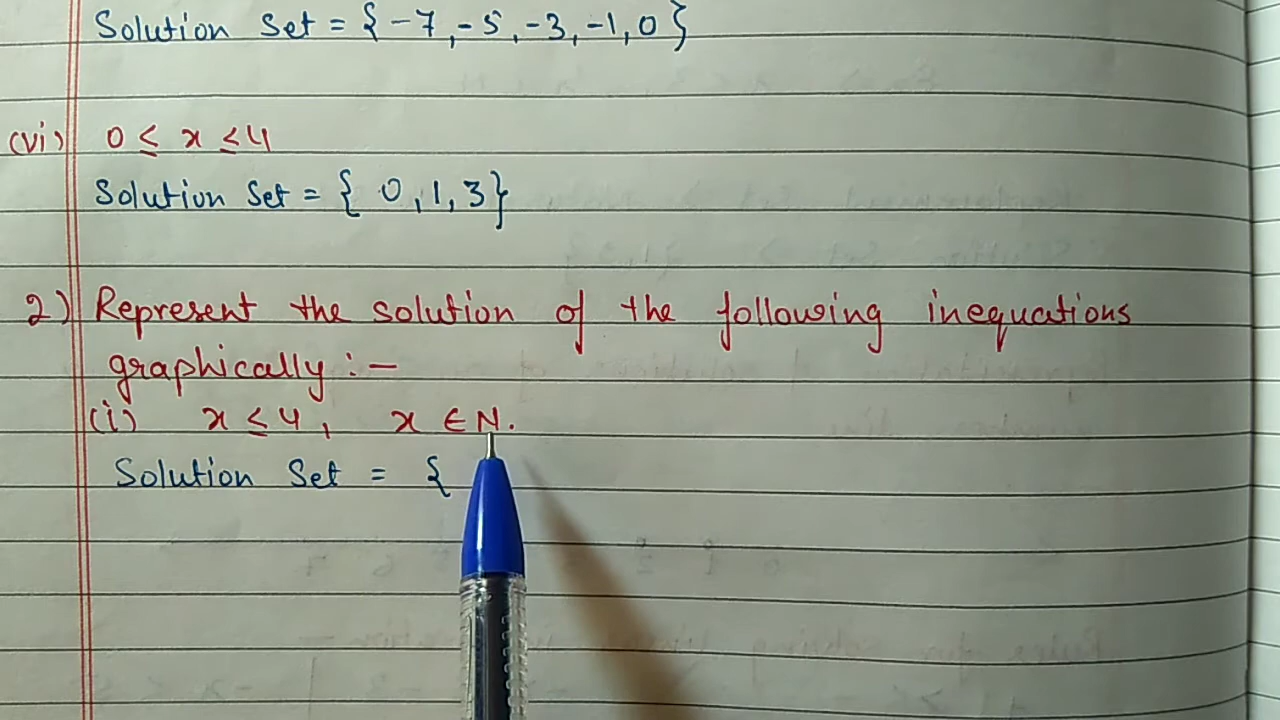 Solution Set = { -7, -5, -3, -1, 0 }
(vi) 0 ≤ x ≤ 4
Solution Set = { 0, 1, 3 }
2) Represent the solution of the following inequations
graphically :-
(i) x ≤ 4, x ∈ N.
Solution Set = {